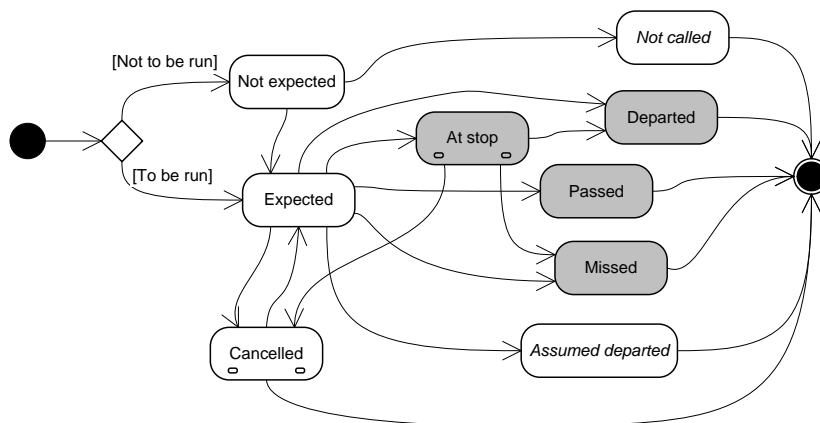 Not called
[Not to be run]
Not expected
Departed
At stop
[To be run]
Expected
Passed
Missed
Cancelled
Assumed departed